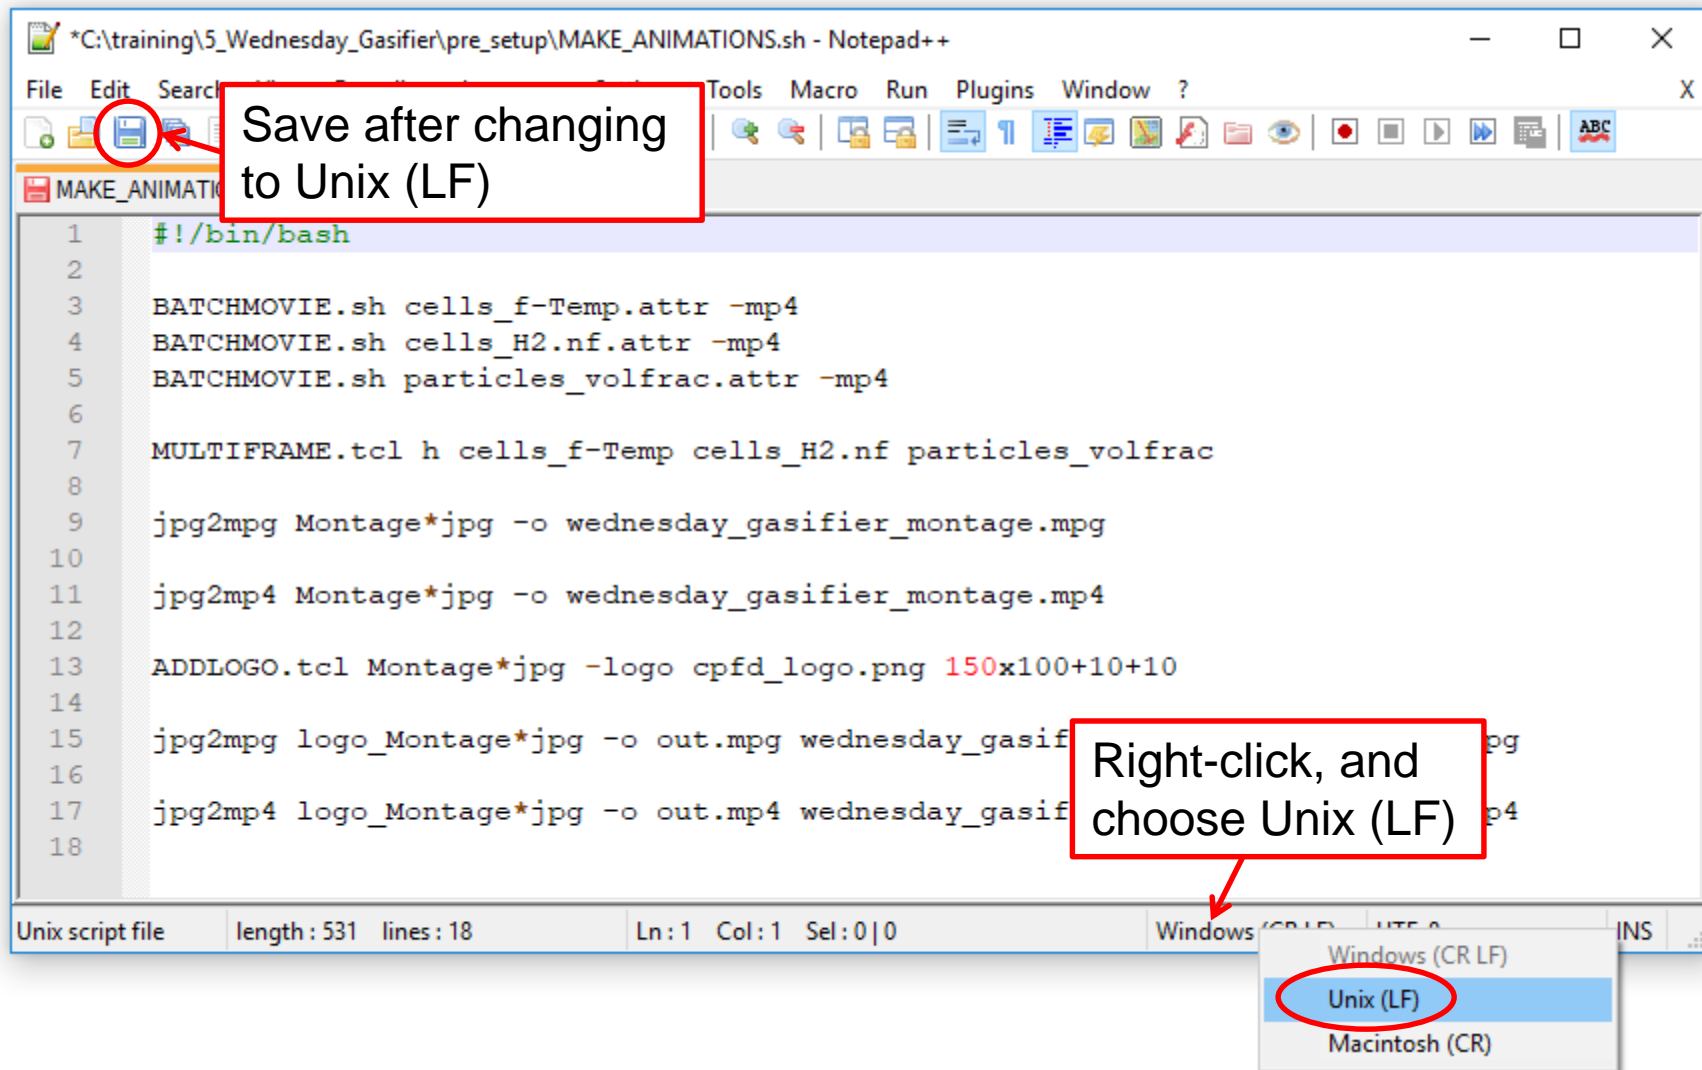 *C:\training\5_Wednesday_Gasifier\pre_setup\MAKE_ANIMATIONS.sh - Notepad++
File Edit Search Tools Macro Run Plugins Window ? X
Save after changing
to Unix (LF)
ABC
1 #!/bin/bash
2
3 BATCHMOVIE.sh cells_f-Temp.attr -mp4
4 BATCHMOVIE.sh cells_H2.nf.attr -mp4
5 BATCHMOVIE.sh particles_volfrac.attr -mp4
6
7 MULTIFRAME.tcl h cells_f-Temp cells_H2.nf particles_volfrac
8
9 jpg2mpg Montage*jpg -o wednesday_gasifier_montage.mpg
10
11 jpg2mp4 Montage*jpg -o wednesday_gasifier_montage.mp4
12
13 ADDLOGO.tcl Montage*jpg -logo cpfd_logo.png 150x100+10+10
14
15 jpg2mpg logo_Montage*jpg -o out.mpg wednesday_gasif pg
16
17 jpg2mp4 logo_Montage*jpg -o out.mp4 wednesday_gasif p4
18
Right-click, and
choose Unix (LF)
Unix script file length : 531 lines : 18 Ln : 1 Col : 1 Sel : 0 | 0 Windows INS
Windows (CR LF)
Unix (LF)
Macintosh (CR)